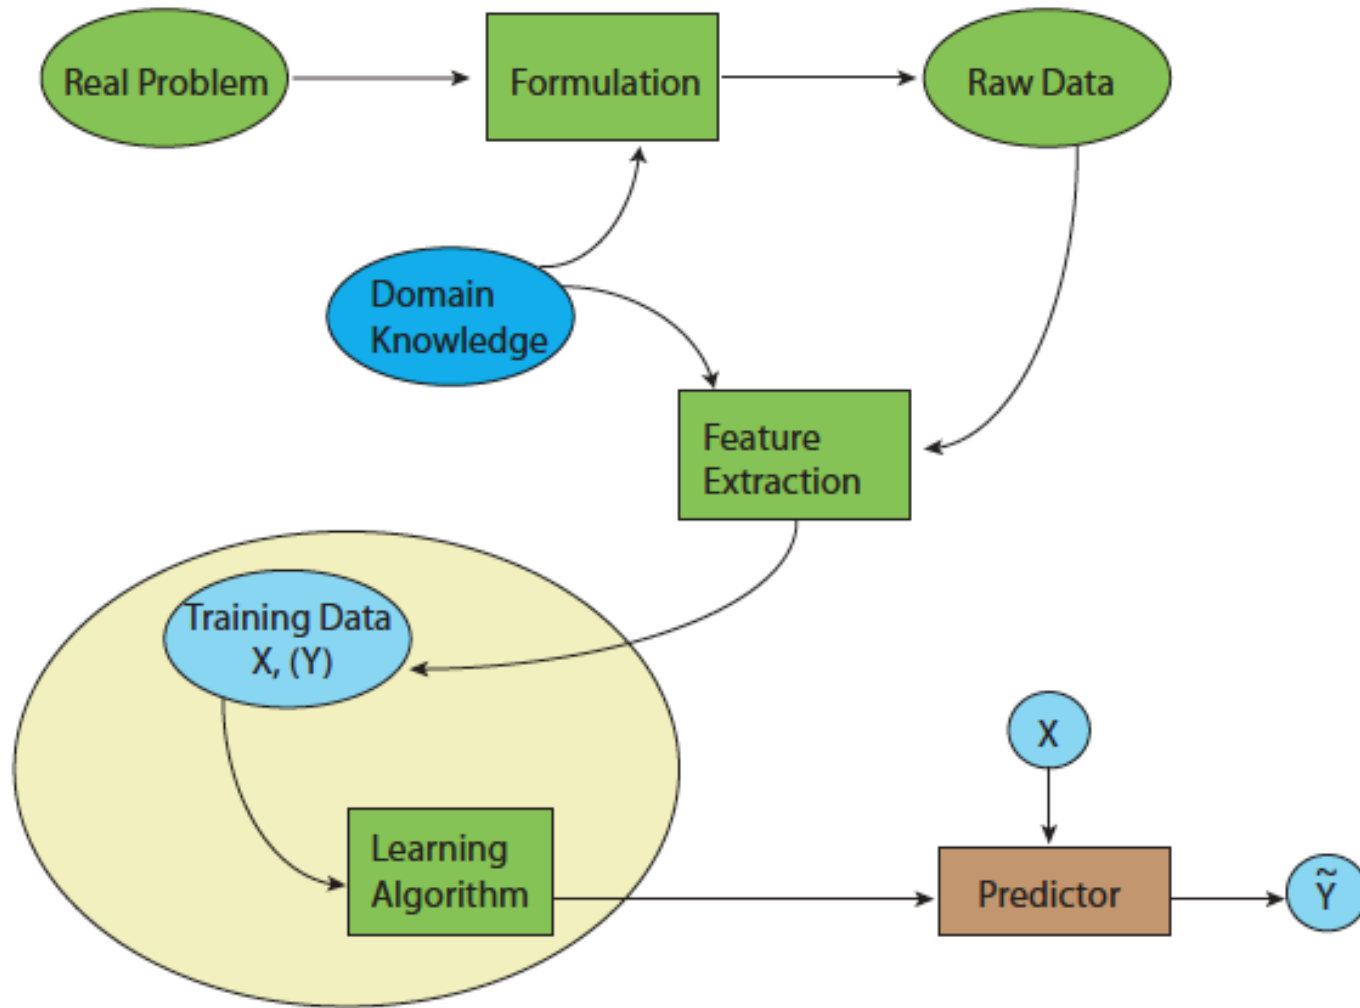 Real Problem
Formulation
Raw Data
Domain
Knowledge
Feature
Extraction
Training Data
X, (Y)
Learning
Algorithm
X
Predictor
Ỹ